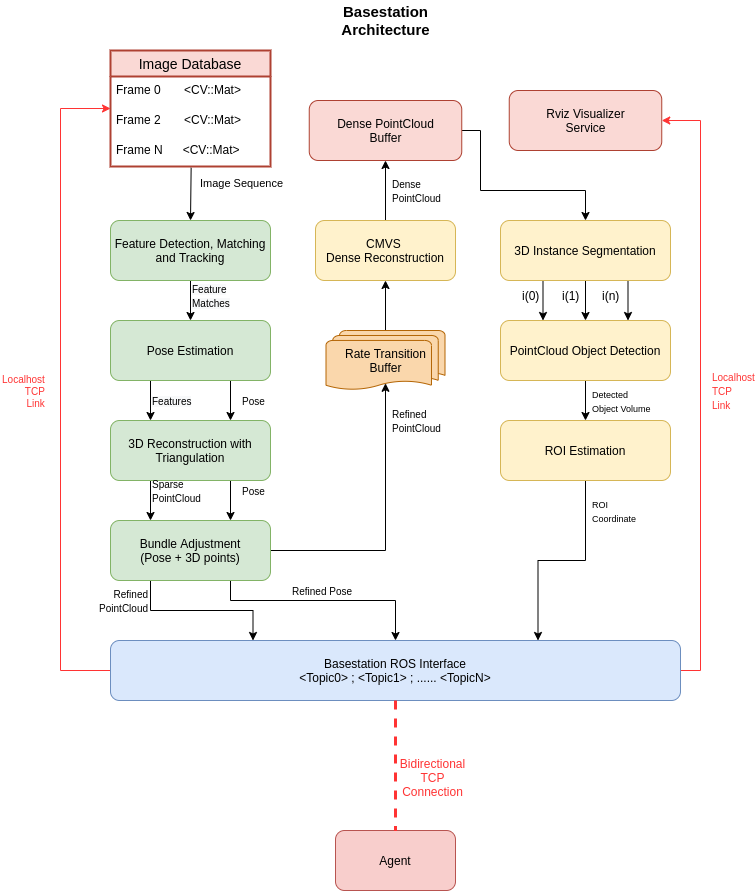 Basestation
Architecture
Image Database
Frame 0 <CV::Mat>
Frame 2 <CV::Mat>
Frame N <CV::Mat>
Dense PointCloud
Buffer
Rviz Visualizer
Service
Image Sequence
Dense
PointCloud
Feature Detection, Matching
and Tracking
CMVS
Dense Reconstruction
3D Instance Segmentation
Feature
Matches
i(0) i(1) i(n)
Pose Estimation
Rate Transition
Buffer
PointCloud Object Detection
Localhost
TCP
Link
Localhost
TCP
Link
Features Pose
Refined
PointCloud
Detected
Object Volume
3D Reconstruction with
Triangulation
ROI Estimation
Sparse
PointCloud
Pose
ROI
Coordinate
Bundle Adjustment
(Pose + 3D points)
Refined
PointCloud
Refined Pose
Basestation ROS Interface
<Topic0> ; <Topic1> ; ...... <TopicN>
Bidirectional
TCP
Connection
Agent